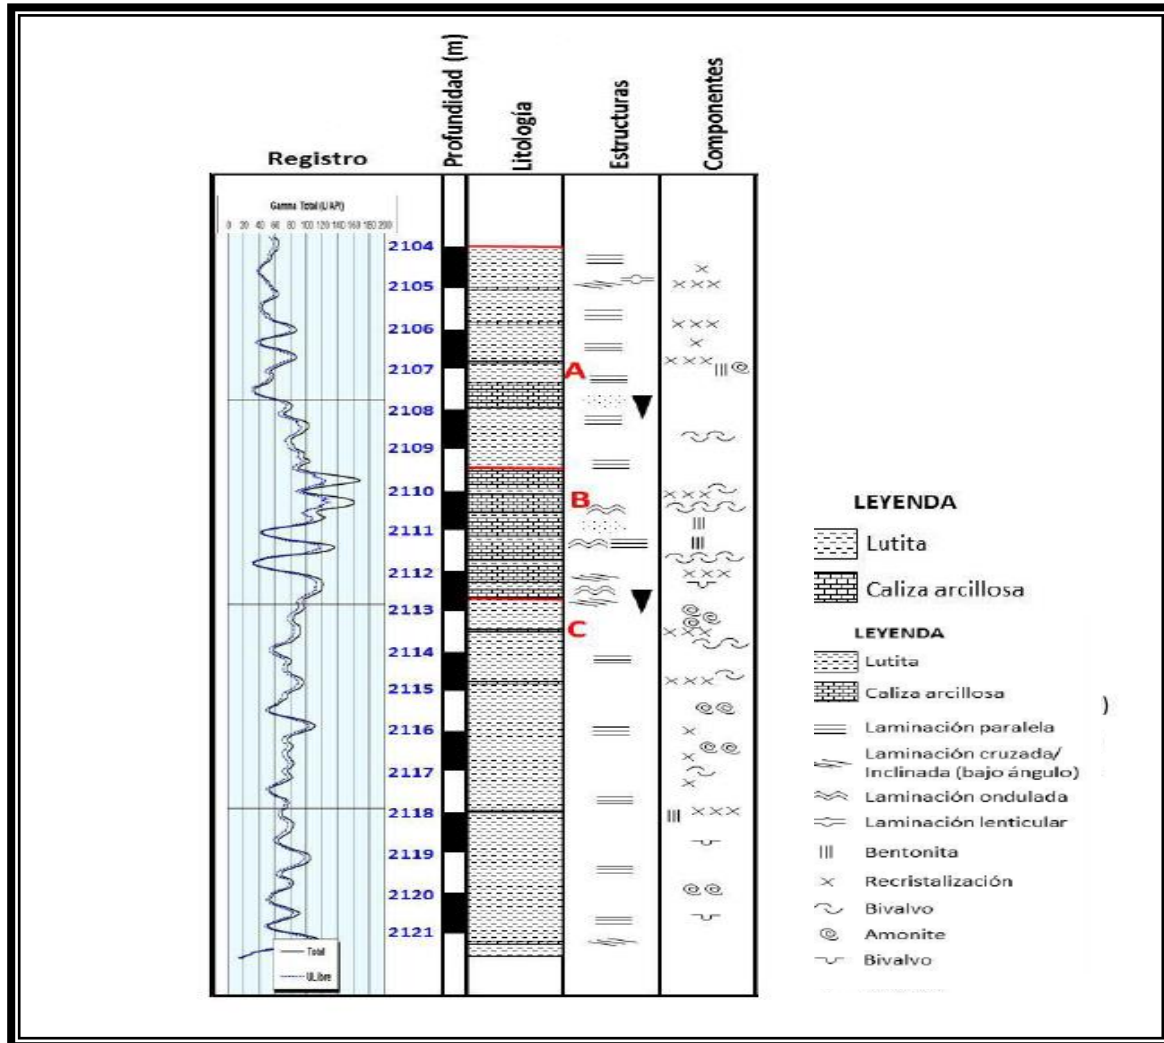 Registro
Profundidad (m)
Litología
Estructuras
Componentes
Gamma Total (UAPI)
0 20 40 60 80 100 120 140 160 180 200
2104
2105
2106
2107
2108
2109
2110
2111
2112
2113
2114
2115
2116
2117
2118
2119
2120
2121
A
B
C
Total
ULibre
LEYENDA
Lutita
Caliza arcillosa
LEYENDA
Lutita
Caliza arcillosa
)
Laminación paralela
Laminación cruzada/
Inclinada (bajo ángulo)
Laminación ondulada
Laminación lenticular
Bentonita
Recristalización
Bivalvo
Amonite
Bivalvo